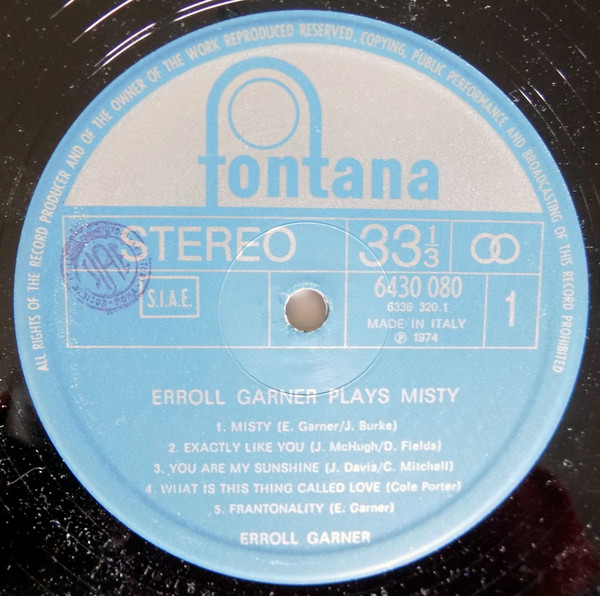 ALL RIGHTS OF THE RECORD PRODUCER AND OF THE OWNER OF THE WORK REPRODUCED RESERVED. COPYING, PUBLIC PERFORMANCE AND BROADCASTING OF THIS RECORD PROHIBITED
fontana
STEREO
33 1/3
S.I.A.E.
6430 080
6336 320.1
MADE IN ITALY
℗ 1974
1
ERROLL GARNER PLAYS MISTY
1. MISTY (E. Garner/J. Burke)
2. EXACTLY LIKE YOU (J. McHugh/D. Fields)
3. YOU ARE MY SUNSHINE (J. Davis/C. Mitchell)
4. WHAT IS THIS THING CALLED LOVE (Cole Porter)
5. FRANTONALITY (E. Garner)
ERROLL GARNER